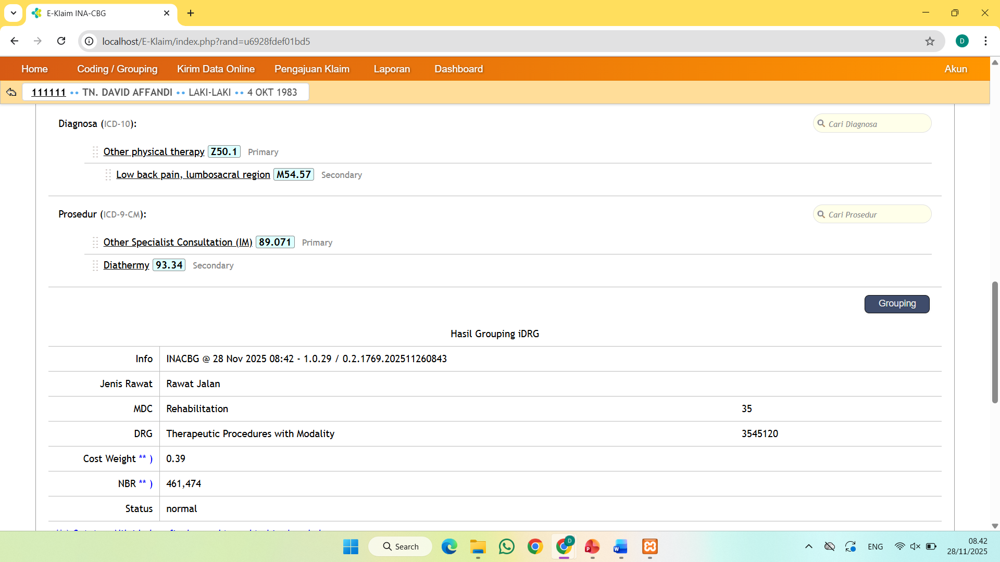 E-Klaim INA-CBG
localhost/E-Klaim/index.php?rand=u6928fdef01bd5
D
Home Coding / Grouping Kirim Data Online Pengajuan Klaim Laporan Dashboard Akun
111111 •• TN. DAVID AFFANDI •• LAKI-LAKI •• 4 OKT 1983
Diagnosa (ICD-10):
Cari Diagnosa
Other physical therapy Z50.1 Primary
Low back pain, lumbosacral region M54.57 Secondary
Prosedur (ICD-9-CM):
Cari Prosedur
Other Specialist Consultation (IM) 89.071 Primary
Diathermy 93.34 Secondary
Grouping
Hasil Grouping iDRG
Info INACBG @ 28 Nov 2025 08:42 - 1.0.29 / 0.2.1769.202511260843
Jenis Rawat Rawat Jalan
MDC Rehabilitation 35
DRG Therapeutic Procedures with Modality 3545120
Cost Weight ** ) 0.39
NBR ** ) 461,474
Status normal
Search
D
P
W
ENG
08.42
28/11/2025